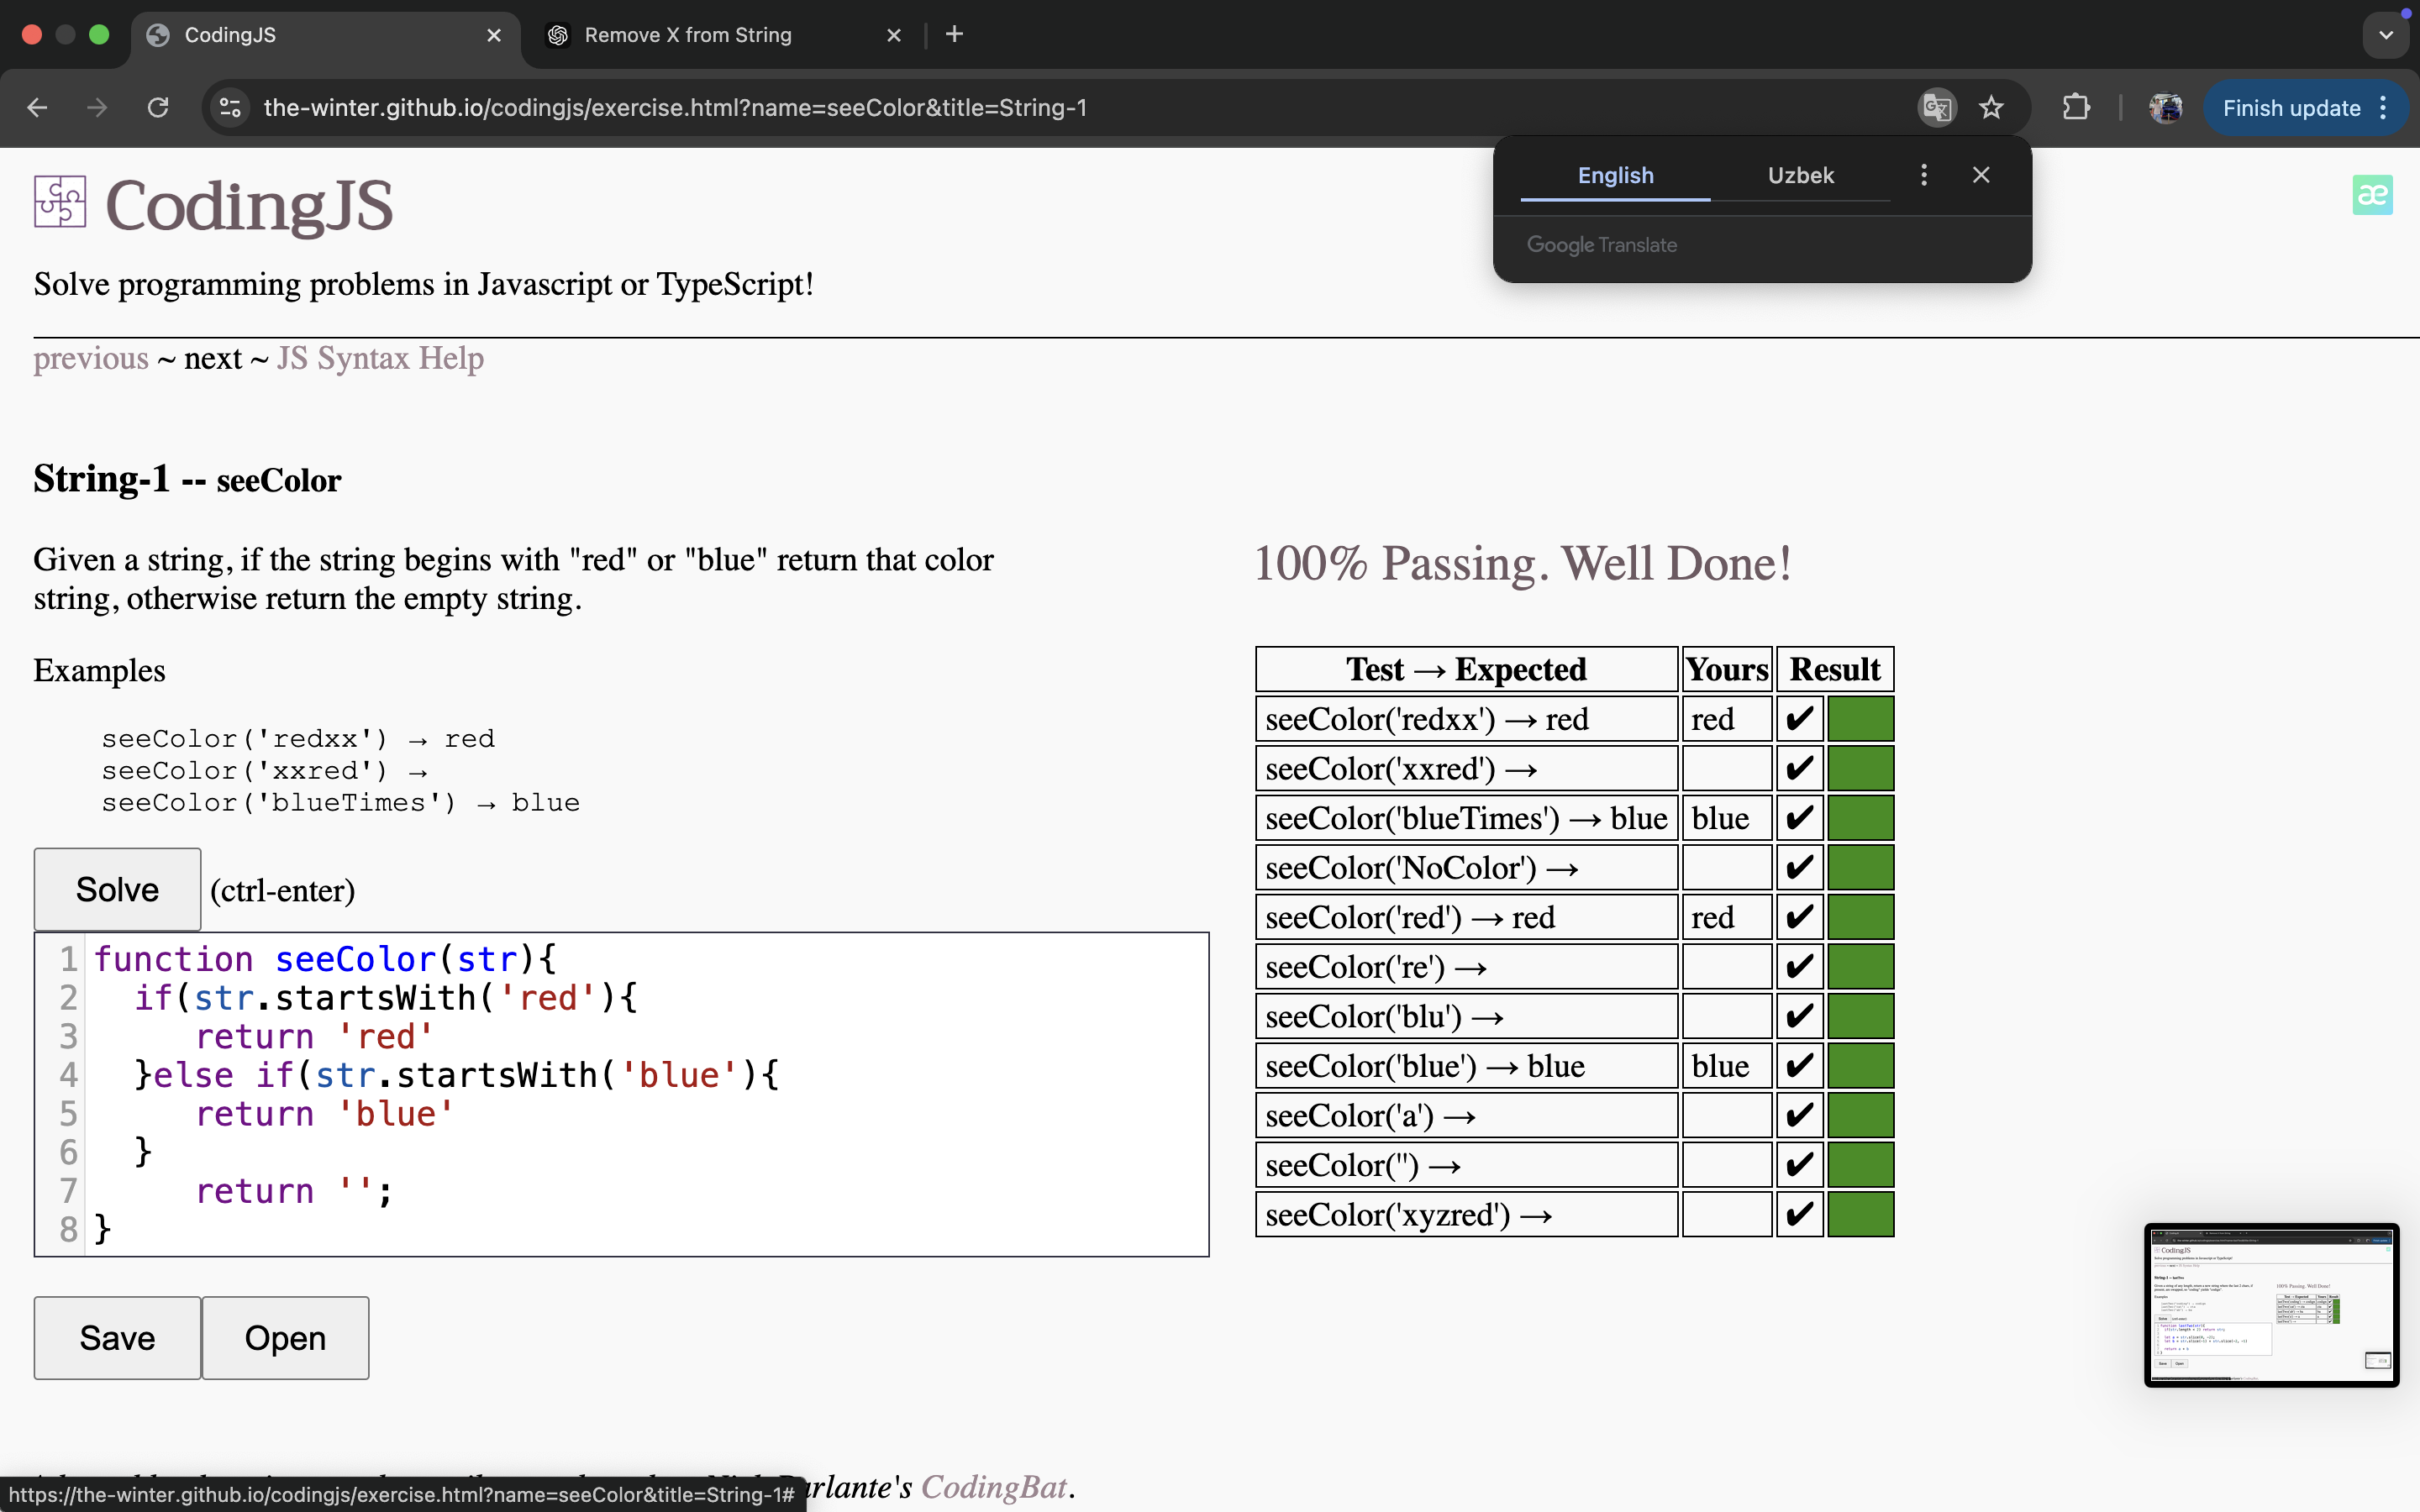 CodingJS
Remove X from String
the-winter.github.io/codingjs/exercise.html?name=seeColor&title=String-1
Finish update
English
Uzbek
Google Translate
CodingJS
æ
Solve programming problems in Javascript or TypeScript!
previous ~ next ~ JS Syntax Help
String-1 -- seeColor
Given a string, if the string begins with "red" or "blue" return that color
string, otherwise return the empty string.
Examples
seeColor('redxx') → red
seeColor('xxred') →
seeColor('blueTimes') → blue
Solve (ctrl-enter)
1 function seeColor(str){
2 if(str.startsWith('red'){
3 return 'red'
4 }else if(str.startsWith('blue'){
5 return 'blue'
6 }
7 return '';
8 }
Save Open
100% Passing. Well Done!
Test → Expected Yours Result
seeColor('redxx') → red red ✔
seeColor('xxred') → ✔
seeColor('blueTimes') → blue blue ✔
seeColor('NoColor') → ✔
seeColor('red') → red red ✔
seeColor('re') → ✔
seeColor('blu') → ✔
seeColor('blue') → blue blue ✔
seeColor('a') → ✔
seeColor('') → ✔
seeColor('xyzred') → ✔
CodingJS
100% Passing. Well Done!
arlante's CodingBat.
https://the-winter.github.io/codingjs/exercise.html?name=seeColor&title=String-1#